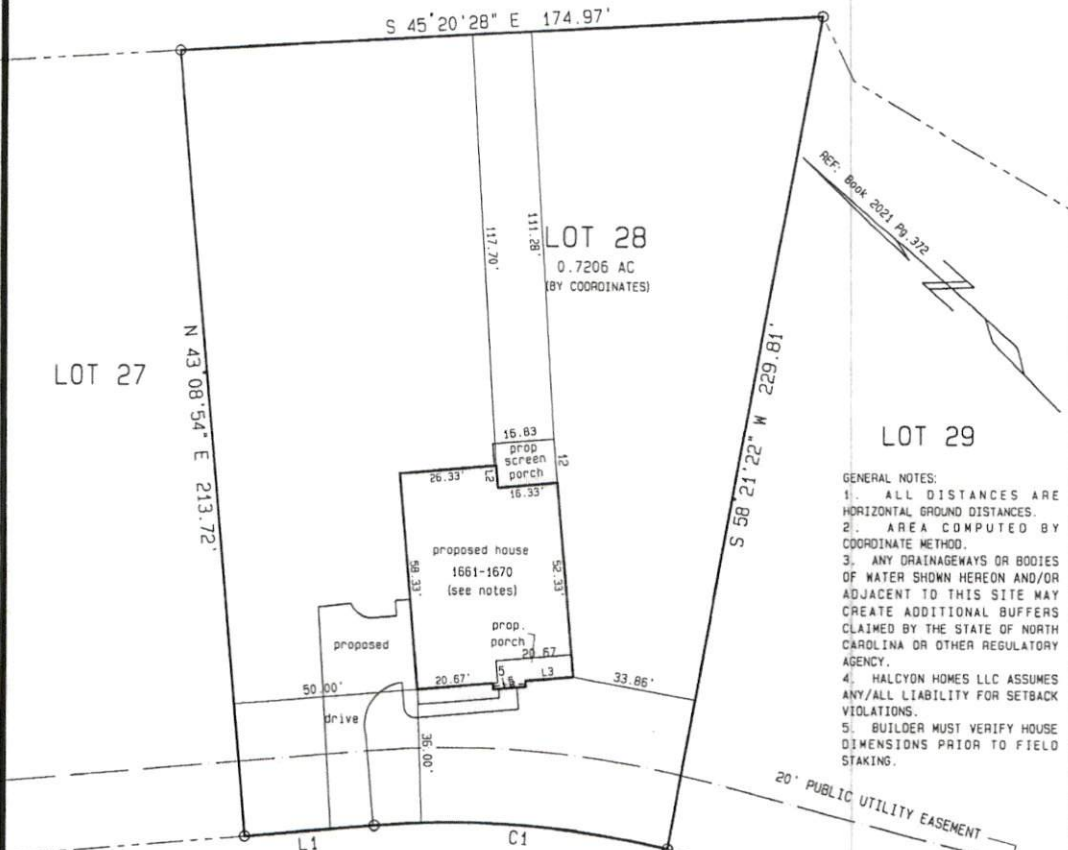 S 45°20'28" E 174.97'
REF: Book 2021 Pg.372
117.70'
111.28'
LOT 28
0.7206 AC
(BY COORDINATES)
N 43°08'54" E 213.72'
LOT 27
S 58°21'22" W 229.81'
LOT 29
15.83
prop
screen
porch
12
26.33'
L2
16.33'
proposed house
1661-1670
(see notes)
58.33'
52.33'
prop.
porch
20.67
5
L3
20.67'
proposed
drive
50.00'
33.86'
36.00'
GENERAL NOTES:
1. ALL DISTANCES ARE
HORIZONTAL GROUND DISTANCES.
2. AREA COMPUTED BY
COORDINATE METHOD.
3. ANY DRAINAGEWAYS OR BODIES
OF WATER SHOWN HEREON AND/OR
ADJACENT TO THIS SITE MAY
CREATE ADDITIONAL BUFFERS
CLAIMED BY THE STATE OF NORTH
CAROLINA OR OTHER REGULATORY
AGENCY.
4. HALCYON HOMES LLC ASSUMES
ANY/ALL LIABILITY FOR SETBACK
VIOLATIONS.
5. BUILDER MUST VERIFY HOUSE
DIMENSIONS PRIOR TO FIELD
STAKING.
20' PUBLIC UTILITY EASEMENT
L1
C1